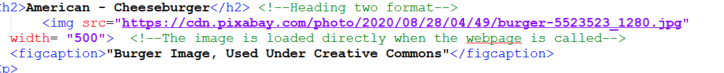 h2>American - Cheeseburger</h2> <!--Heading two format-->
<img src="https://cdn.pixabay.com/photo/2020/08/28/04/49/burger-5523523_1280.jpg"
width= "500">  <!--The image is loaded directly when the webpage is called-->
<figcaption>"Burger Image, Used Under Creative Commons"</figcaption>
p>